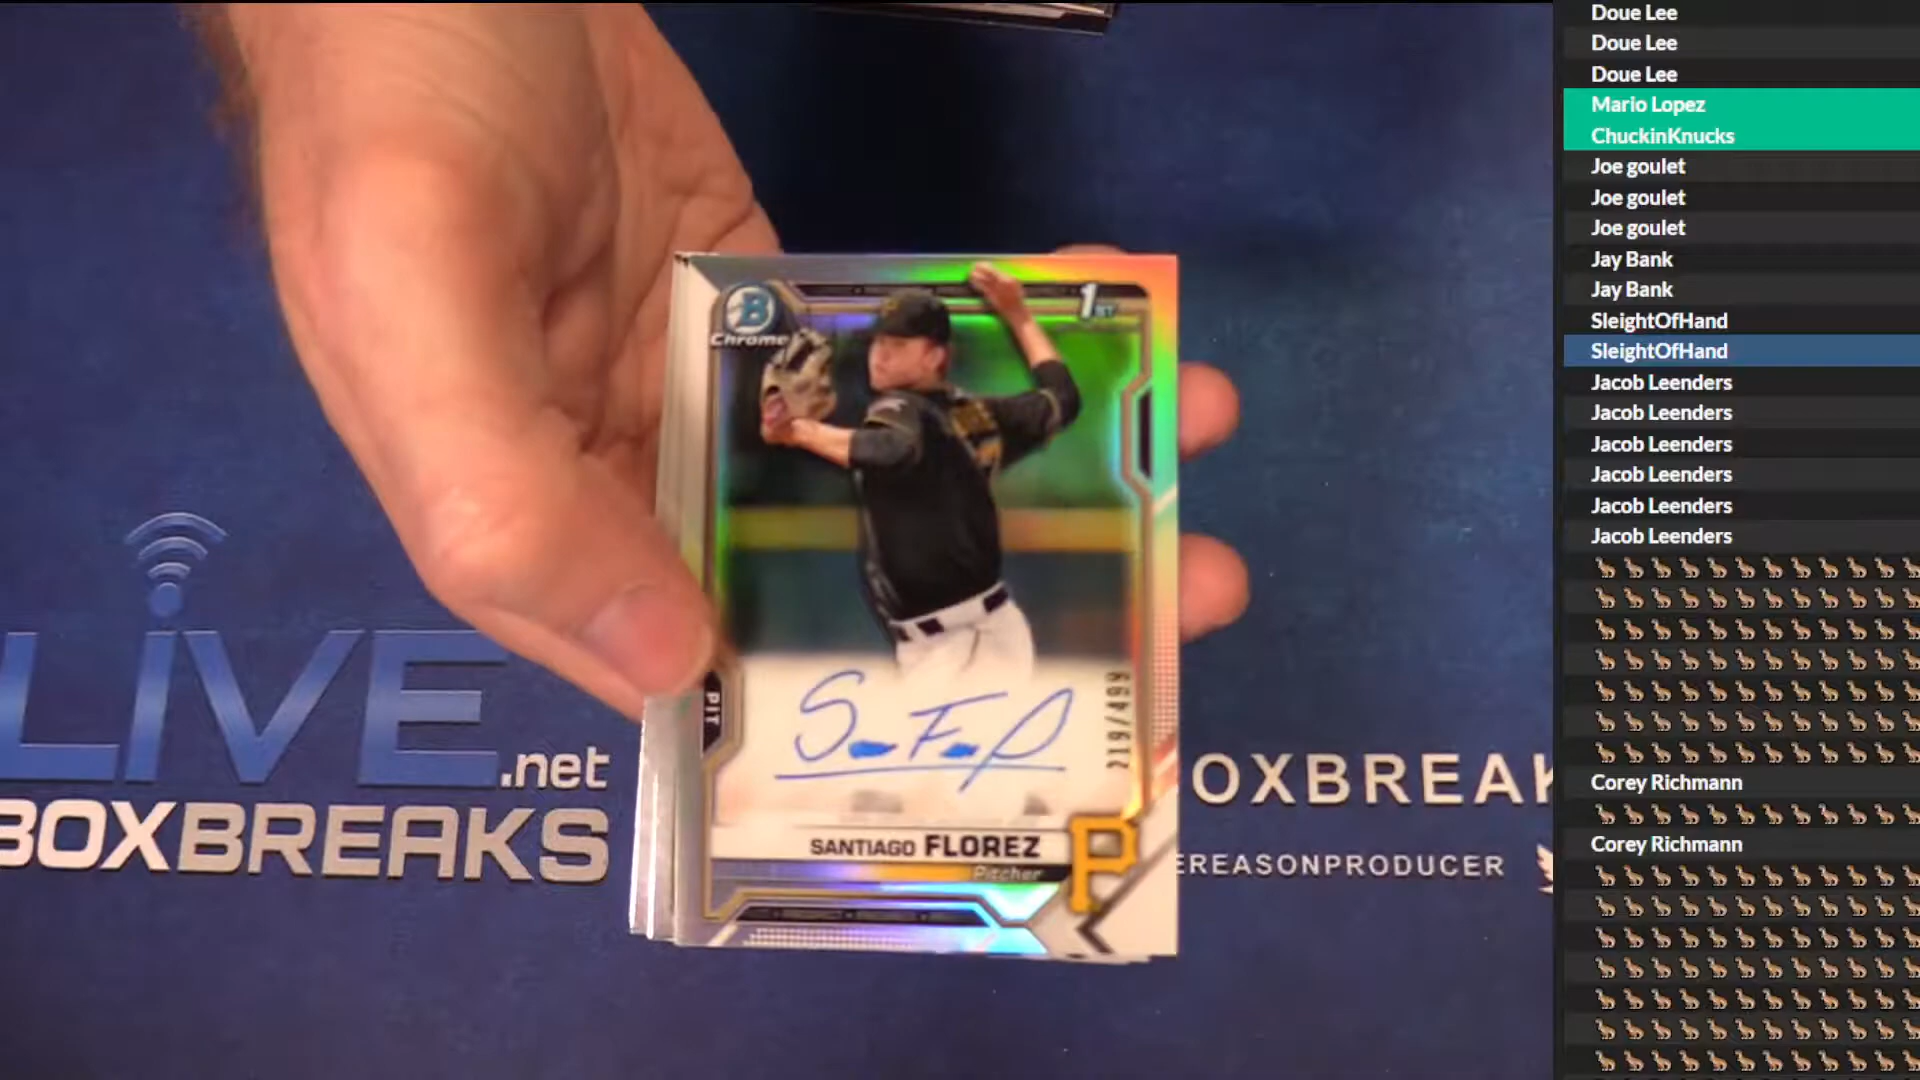 Doue Lee
Doue Lee
Doue Lee
Mario Lopez
ChuckinKnucks
Joe goulet
Joe goulet
Joe goulet
Jay Bank
Jay Bank
SleightOfHand
SleightOfHand
Jacob Leenders
Jacob Leenders
Jacob Leenders
Jacob Leenders
Jacob Leenders
Jacob Leenders
Corey Richmann
Corey Richmann
B
Chrome
1ST
PIT
219/499
SANTIAGO FLOREZ
Pitcher
P
LIVE.net
BOXBREAKS
OXBREAK
EREASONPRODUCER